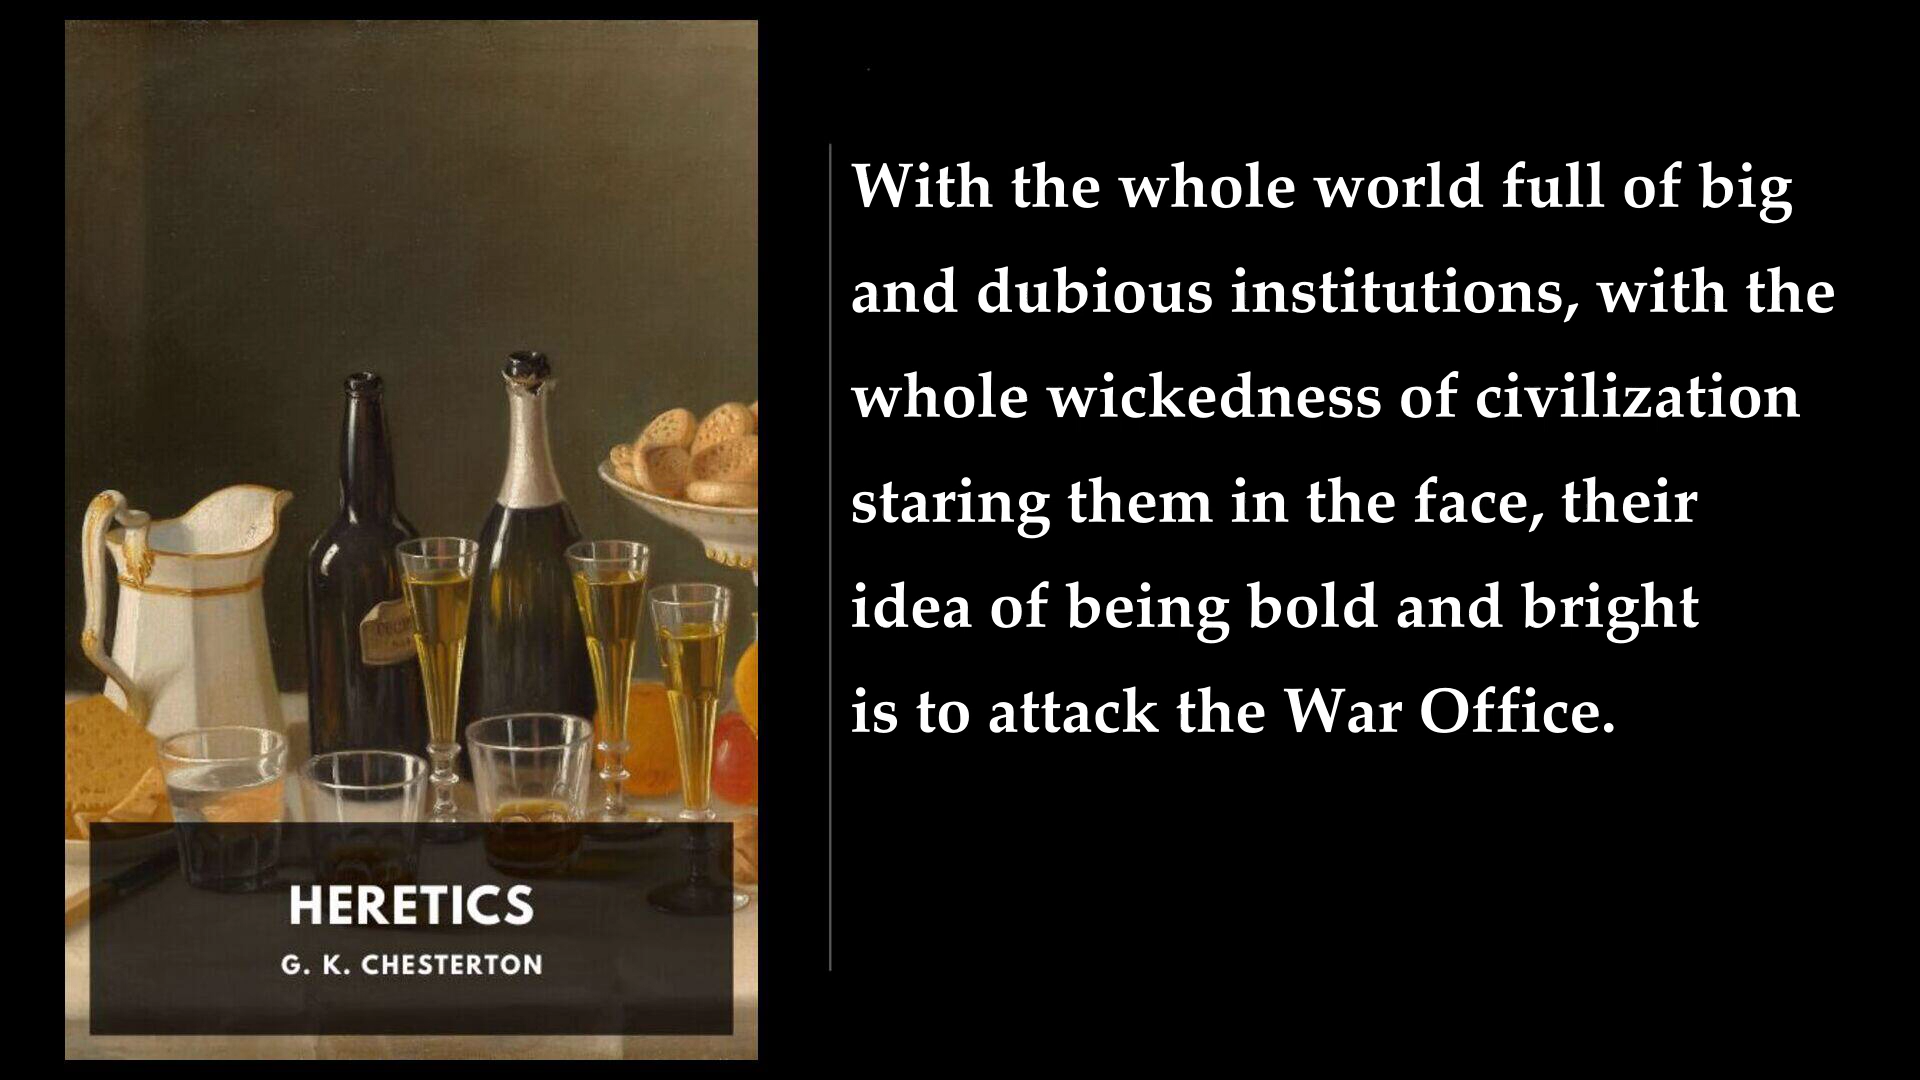 With the whole world full of big
and dubious institutions, with the
whole wickedness of civilization
staring them in the face, their
idea of being bold and bright
is to attack the War Office.
HERETICS
G. K. CHESTERTON